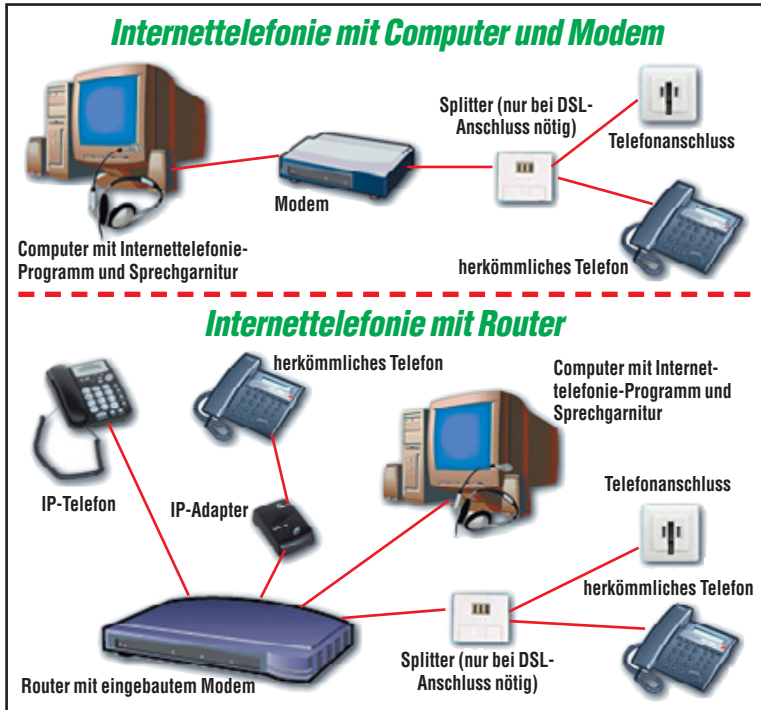 Internettelefonie mit Computer und Modem
Splitter (nur bei DSL-
Anschluss nötig)
Telefonanschluss
Modem
Computer mit Internettelefonie-
Programm und Sprechgarnitur
herkömmliches Telefon
Internettelefonie mit Router
herkömmliches Telefon
Computer mit Internet-
telefonie-Programm und
Sprechgarnitur
IP-Telefon
IP-Adapter
Telefonanschluss
herkömmliches Telefon
Splitter (nur bei DSL-
Anschluss nötig)
Router mit eingebautem Modem